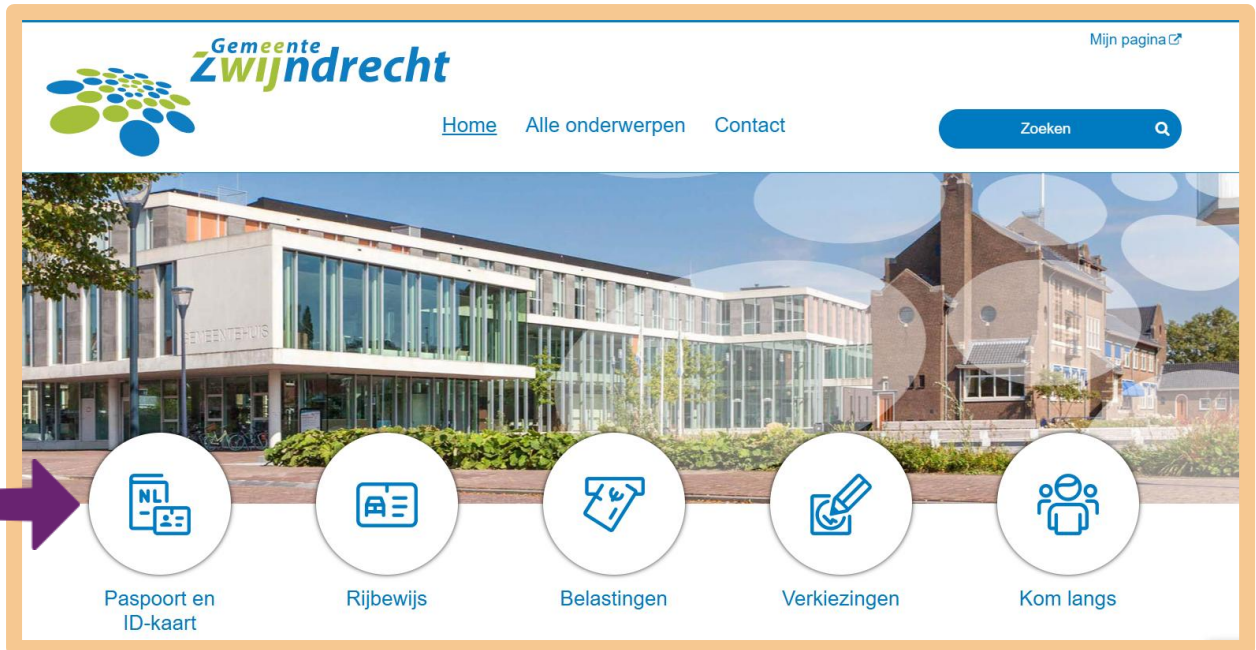 Gemeente
Zwijndrecht
Mijn pagina
Home Alle onderwerpen Contact
Zoeken
GEMEENTEHUIS
NL
Paspoort en
ID-kaart
Rijbewijs
Belastingen
Verkiezingen
Kom langs